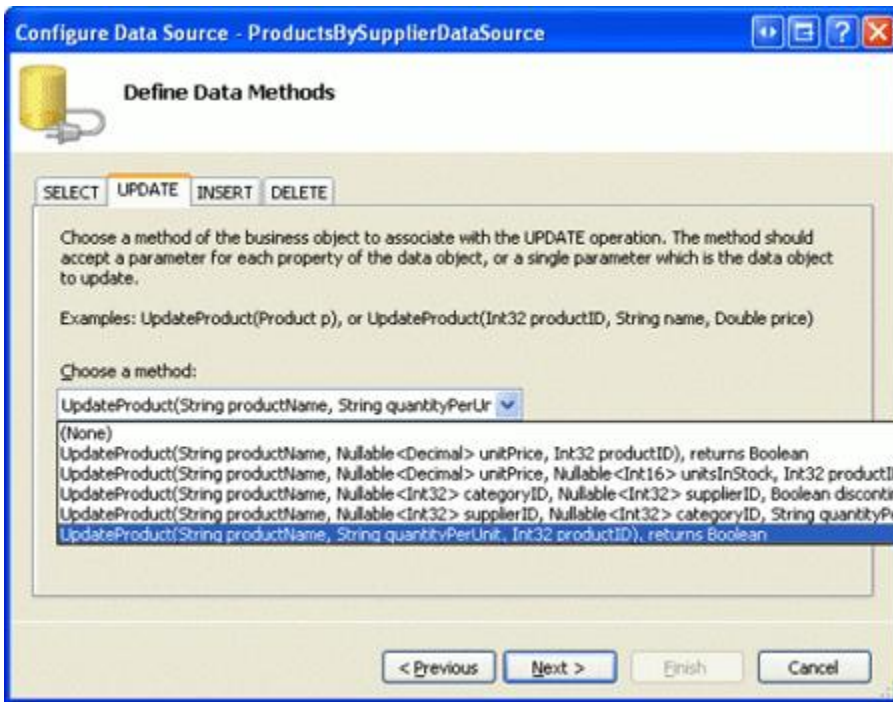 Configure Data Source - ProductsBySupplierDataSource
Define Data Methods
SELECT UPDATE INSERT DELETE
Choose a method of the business object to associate with the UPDATE operation. The method should
accept a parameter for each property of the data object, or a single parameter which is the data object
to update.
Examples: UpdateProduct(Product p), or UpdateProduct(Int32 productID, String name, Double price)
Choose a method:
UpdateProduct(String productName, String quantityPerUr
(None)
UpdateProduct(String productName, Nullable<Decimal> unitPrice, Int32 productID), returns Boolean
UpdateProduct(String productName, Nullable<Decimal> unitPrice, Nullable<Int16> unitsInStock, Int32 productI
UpdateProduct(String productName, Nullable<Int32> categoryID, Nullable<Int32> supplierID, Boolean disconti
UpdateProduct(String productName, Nullable<Int32> supplierID, Nullable<Int32> categoryID, String quantityP
UpdateProduct(String productName, String quantityPerUnit, Int32 productID), returns Boolean
< Previous Next > Finish Cancel